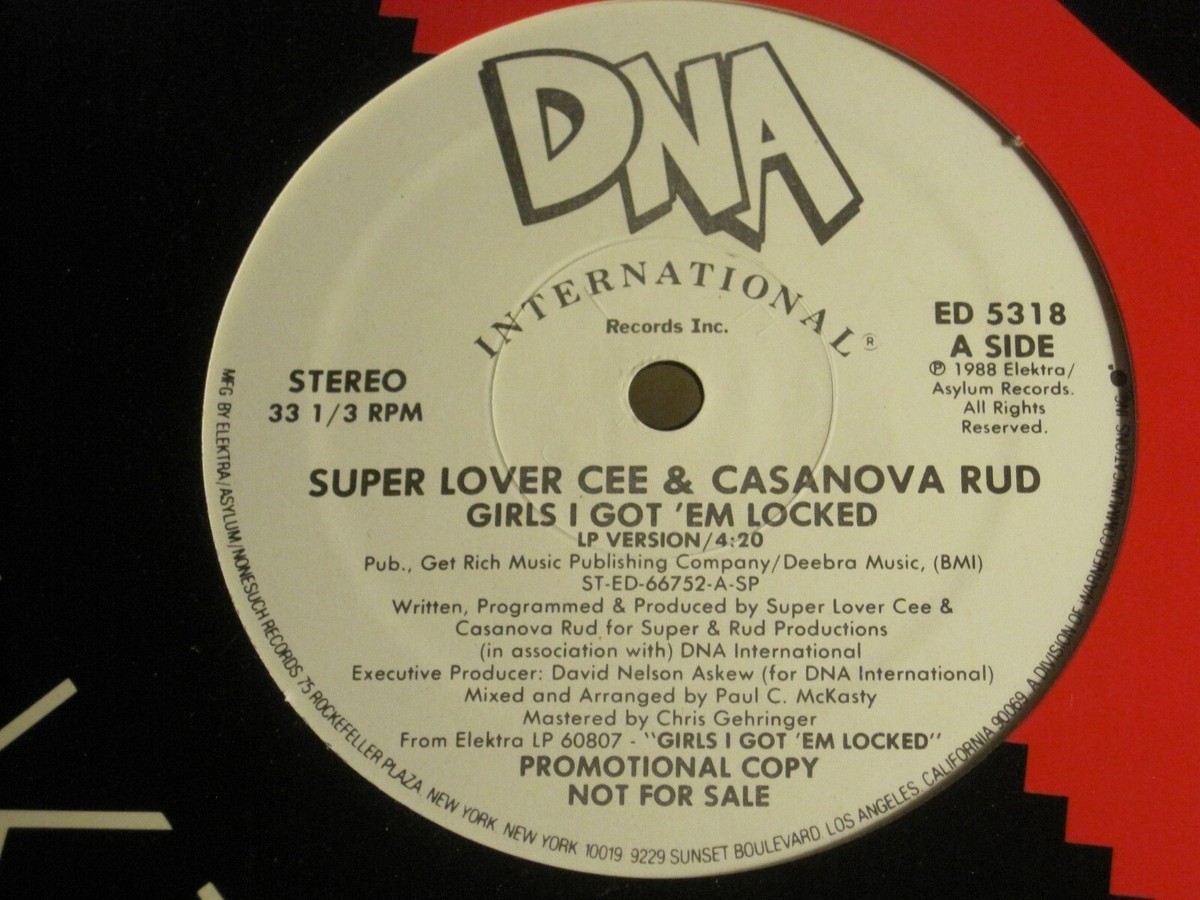 DNA
INTERNATIONAL®
Records Inc.
ED 5318
A SIDE
℗ 1988 Elektra/
Asylum Records.
All Rights
Reserved.
STEREO
33 1/3 RPM
SUPER LOVER CEE & CASANOVA RUD
GIRLS I GOT 'EM LOCKED
LP VERSION/4:20
Pub., Get Rich Music Publishing Company/Deebra Music, (BMI)
ST-ED-66752-A-SP
Written, Programmed & Produced by Super Lover Cee &
Casanova Rud for Super & Rud Productions
(in association with) DNA International
Executive Producer: David Nelson Askew (for DNA International)
Mixed and Arranged by Paul C. McKasty
Mastered by Chris Gehringer
From Elektra LP 60807 - "GIRLS I GOT 'EM LOCKED"
PROMOTIONAL COPY
NOT FOR SALE
MFG BY ELEKTRA/ASYLUM/NONESUCH RECORDS 75 ROCKEFELLER PLAZA. NEW YORK. NEW YORK 10019 9229 SUNSET BOULEVARD. LOS ANGELES. CALIFORNIA 90069. A DIVISION OF WARNER COMMUNICATIONS INC.